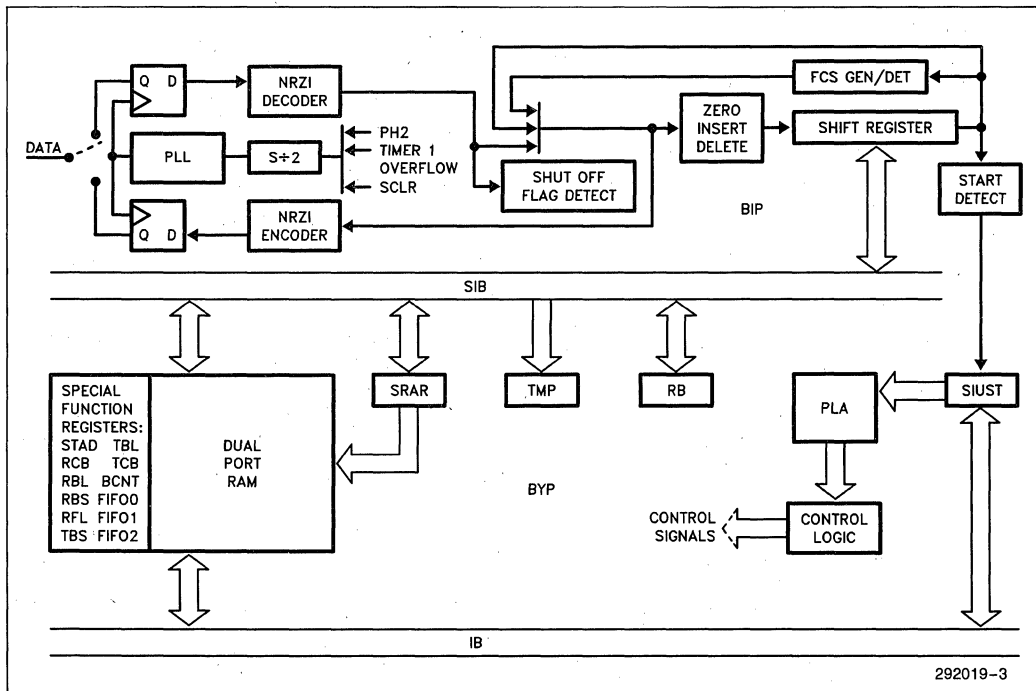 Q D
NRZI
DECODER
FCS GEN/DET
DATA
PLL
S÷2
PH2
TIMER 1
OVERFLOW
SCLR
ZERO
INSERT
DELETE
SHIFT REGISTER
SHUT OFF
FLAG DETECT
BIP
START
DETECT
Q D
NRZI
ENCODER
SIB
SPECIAL
FUNCTION
REGISTERS:
STAD TBL
RCB TCB
RBL BCNT
RBS FIFO0
RFL FIFO1
TBS FIFO2
DUAL
PORT
RAM
SRAR
TMP
RB
PLA
SIUST
BYP
CONTROL
SIGNALS
CONTROL
LOGIC
IB
292019-3